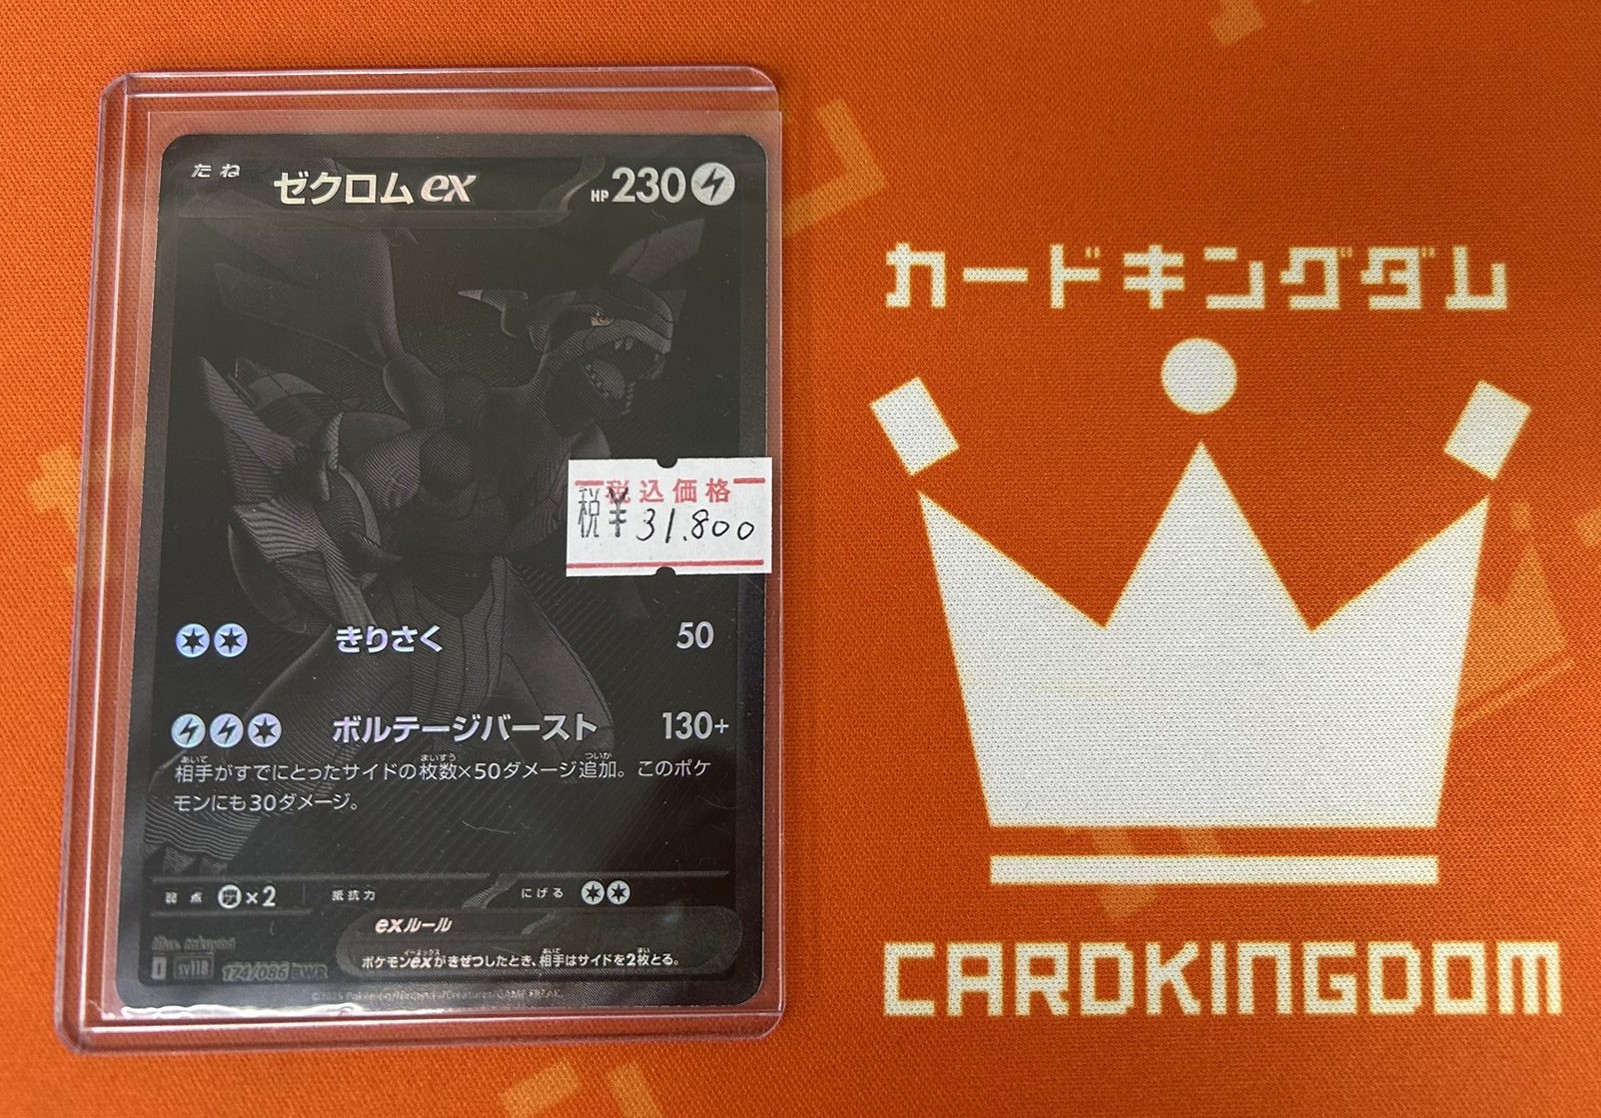 たね ゼクロムex HP230
税込価格
税¥31.800
きりさく 50
ボルテージバースト 130+
相手がすでにとったサイドの枚数×50ダメージ追加。このポケ
モンにも30ダメージ。
弱点 ×2 抵抗力 にげる
exルール
ポケモンexがきぜつしたとき、相手はサイドを2枚とる。
I sv11B 174/086 BWR
©2025 Pokémon/Nintendo/Creatures/GAME FREAK.
カードキングダム
CARDKINGDOM